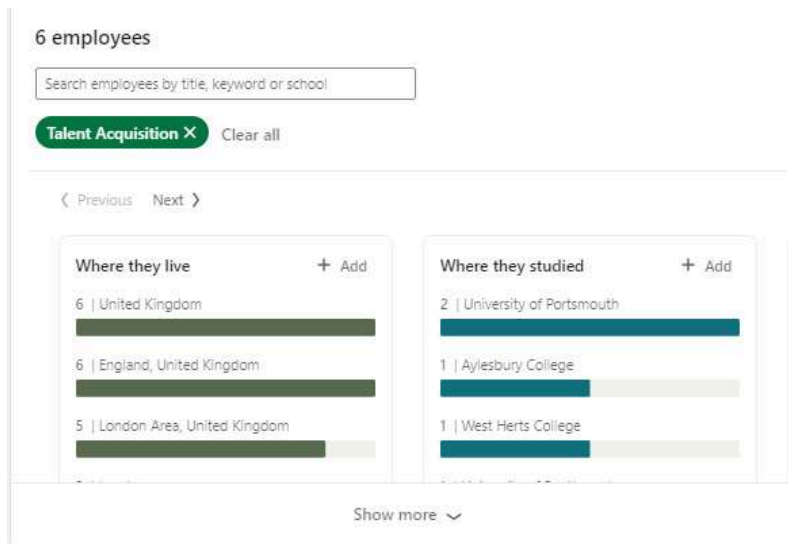 6 employees
Search employees by title, keyword or school
Talent Acquisition ✕ Clear all
Previous Next
Where they live + Add
6 | United Kingdom
6 | England, United Kingdom
5 | London Area, United Kingdom
Where they studied + Add
2 | University of Portsmouth
1 | Aylesbury College
1 | West Herts College
Show more